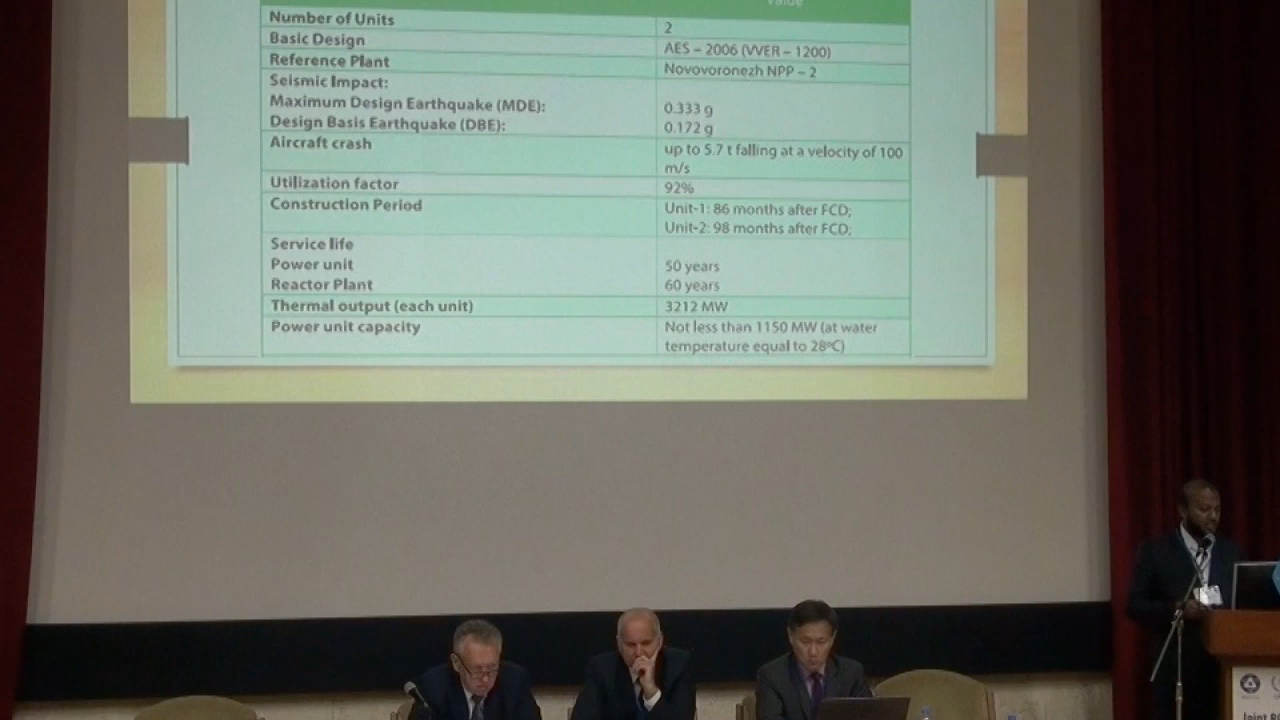 Value
Number of Units 2
Basic Design AES – 2006 (VVER – 1200)
Reference Plant Novovoronezh NPP – 2
Seismic Impact:
Maximum Design Earthquake (MDE): 0.333 g
Design Basis Earthquake (DBE): 0.172 g
Aircraft crash up to 5.7 t falling at a velocity of 100
m/s
Utilization factor 92%
Construction Period Unit-1: 86 months after FCD;
Unit-2: 98 months after FCD;
Service life
Power unit 50 years
Reactor Plant 60 years
Thermal output (each unit) 3212 MW
Power unit capacity Not less than 1150 MW (at water
temperature equal to 28ºC)
Joint